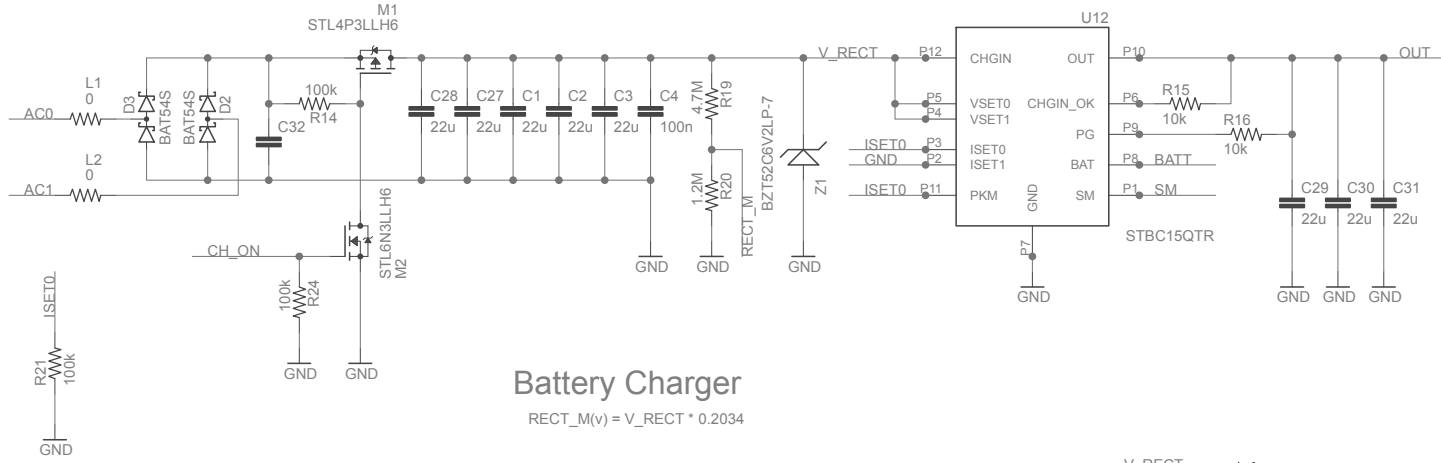 M1
STL4P3LLH6
U12
V_RECT
P12
CHGIN
OUT
P10
OUT
L1
0
D3
BAT54S
BAT54S
D2
100k
R14
C28
22u
C27
22u
C1
22u
C2
22u
C3
22u
C4
100n
4.7M
R19
P5
VSET0
CHGIN_OK
P6
R15
10k
P4
VSET1
AC0
C32
PG
P9
R16
10k
ISET0
P3
ISET0
GND
P2
ISET1
BAT
P8
BATT
L2
0
AC1
1.2M
R20
RECT_M
BZT52C6V2LP-7
Z1
ISET0
P11
PKM
GND
SM
P1
SM
C29
22u
C30
22u
C31
22u
STL6N3LLH6
M2
CH_ON
P7
STBC15QTR
GND
GND
GND
GND
GND
GND
GND
ISET0
100k
R24
R21
100k
GND
GND
GND
Battery Charger
RECT_M(v) = V_RECT * 0.2034